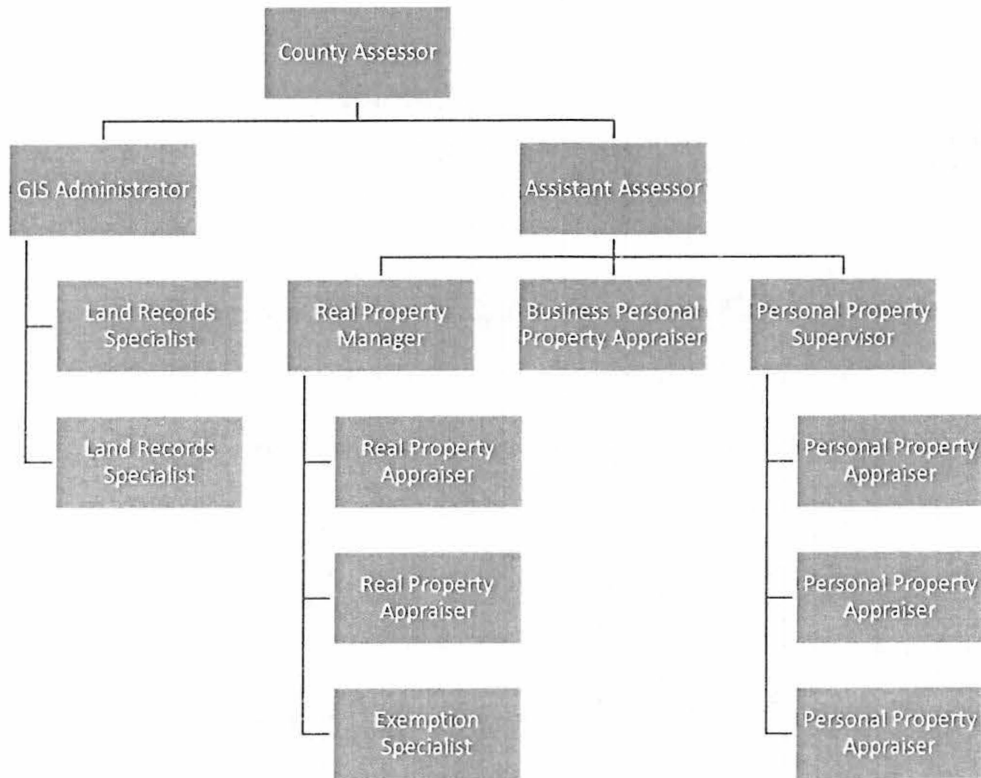 County Assessor
GIS Administrator
Assistant Assessor
Land Records
Specialist
Real Property
Manager
Business Personal
Property Appraiser
Personal Property
Supervisor
Land Records
Specialist
Real Property
Appraiser
Personal Property
Appraiser
Real Property
Appraiser
Personal Property
Appraiser
Exemption
Specialist
Personal Property
Appraiser